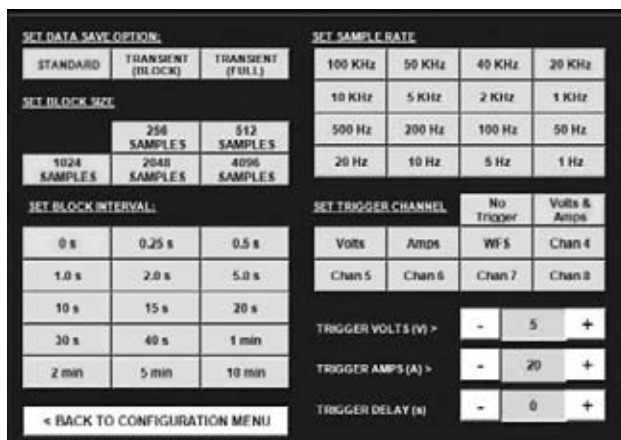 SET DATA SAVE OPTION:
STANDARD
TRANSIENT
(BLOCK)
TRANSIENT
(FULL)
SET BLOCK SIZE
256
SAMPLES
512
SAMPLES
1024
SAMPLES
2048
SAMPLES
4096
SAMPLES
SET BLOCK INTERVAL:
0 s
0.25 s
0.5 s
1.0 s
2.0 s
5.0 s
10 s
15 s
20 s
30 s
40 s
1 min
2 min
5 min
10 min
< BACK TO CONFIGURATION MENU
SET SAMPLE RATE
100 KHz
50 KHz
40 KHz
20 KHz
10 KHz
5 KHz
2 KHz
1 KHz
500 Hz
200 Hz
100 Hz
50 Hz
20 Hz
10 Hz
5 Hz
1 Hz
SET TRIGGER CHANNEL
No
Trigger
Volts &
Amps
Volts
Amps
WFS
Chan 4
Chan 5
Chan 6
Chan 7
Chan 8
TRIGGER VOLTS (V) >
-
5
+
TRIGGER AMPS (A) >
-
20
+
TRIGGER DELAY (s)
-
0
+